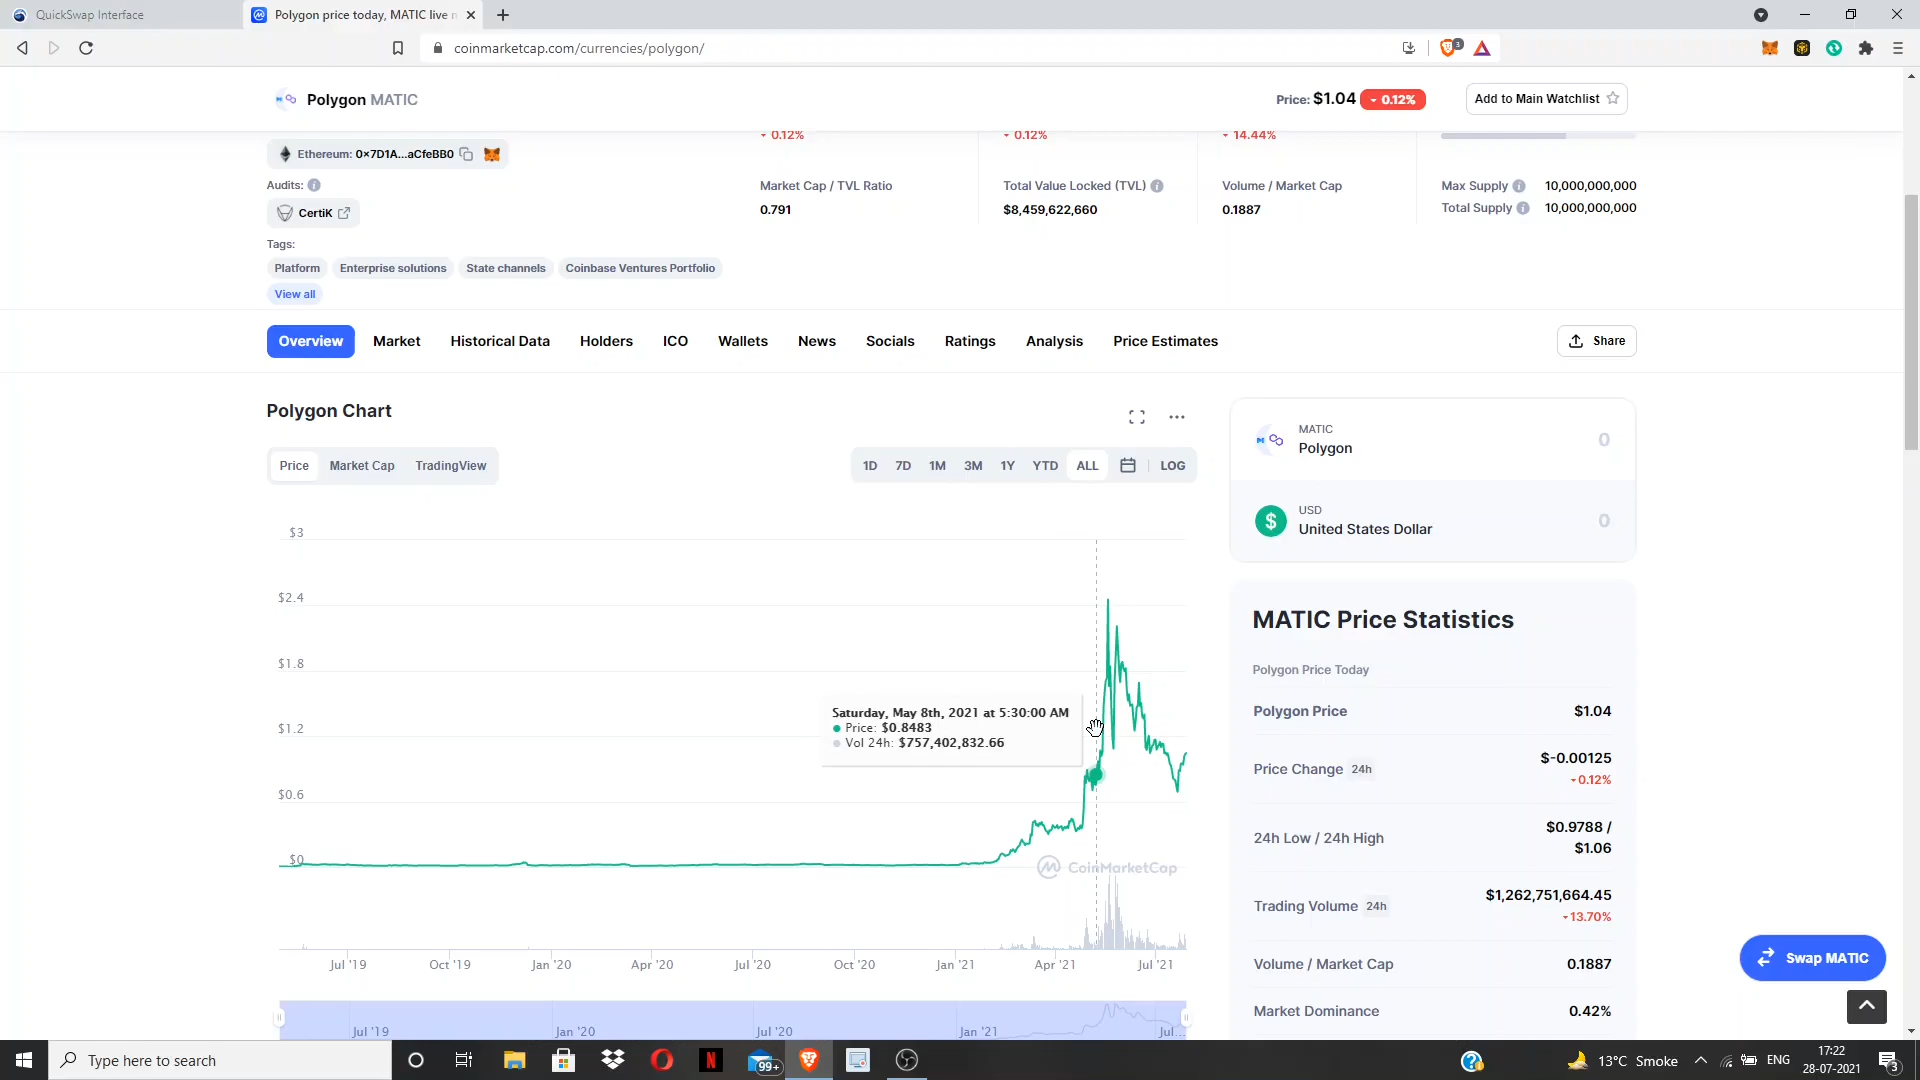 QuickSwap Interface
Polygon price today, MATIC live n
coinmarketcap.com/currencies/polygon/
3
Polygon MATIC
Price: $1.04 0.12%
Add to Main Watchlist
Ethereum: 0x7D1A...aCfeBB0
0.12%
0.12%
14.44%
Audits:
CertiK
Market Cap / TVL Ratio
0.791
Total Value Locked (TVL)
$8,459,622,660
Volume / Market Cap
0.1887
Max Supply 10,000,000,000
Total Supply 10,000,000,000
Tags:
Platform
Enterprise solutions
State channels
Coinbase Ventures Portfolio
View all
Overview
Market
Historical Data
Holders
ICO
Wallets
News
Socials
Ratings
Analysis
Price Estimates
Share
Polygon Chart
Price
Market Cap
TradingView
1D
7D
1M
3M
1Y
YTD
ALL
LOG
MATIC
Polygon
0
USD
United States Dollar
0
$
$3
$2.4
$1.8
$1.2
$0.6
$0
Saturday, May 8th, 2021 at 5:30:00 AM
Price: $0.8483
Vol 24h: $757,402,832.66
CoinMarketCap
Jul '19
Oct '19
Jan '20
Apr '20
Jul '20
Oct '20
Jan '21
Apr '21
Jul '21
Jul '19
Jan '20
Jul '20
Jan '21
Jul...
MATIC Price Statistics
Polygon Price Today
Polygon Price $1.04
Price Change 24h $-0.00125
0.12%
24h Low / 24h High $0.9788 /
$1.06
Trading Volume 24h $1,262,751,664.45
13.70%
Volume / Market Cap 0.1887
Market Dominance 0.42%
Swap MATIC
Type here to search
N
99+
?
13°C Smoke
ENG
17:22
28-07-2021
3